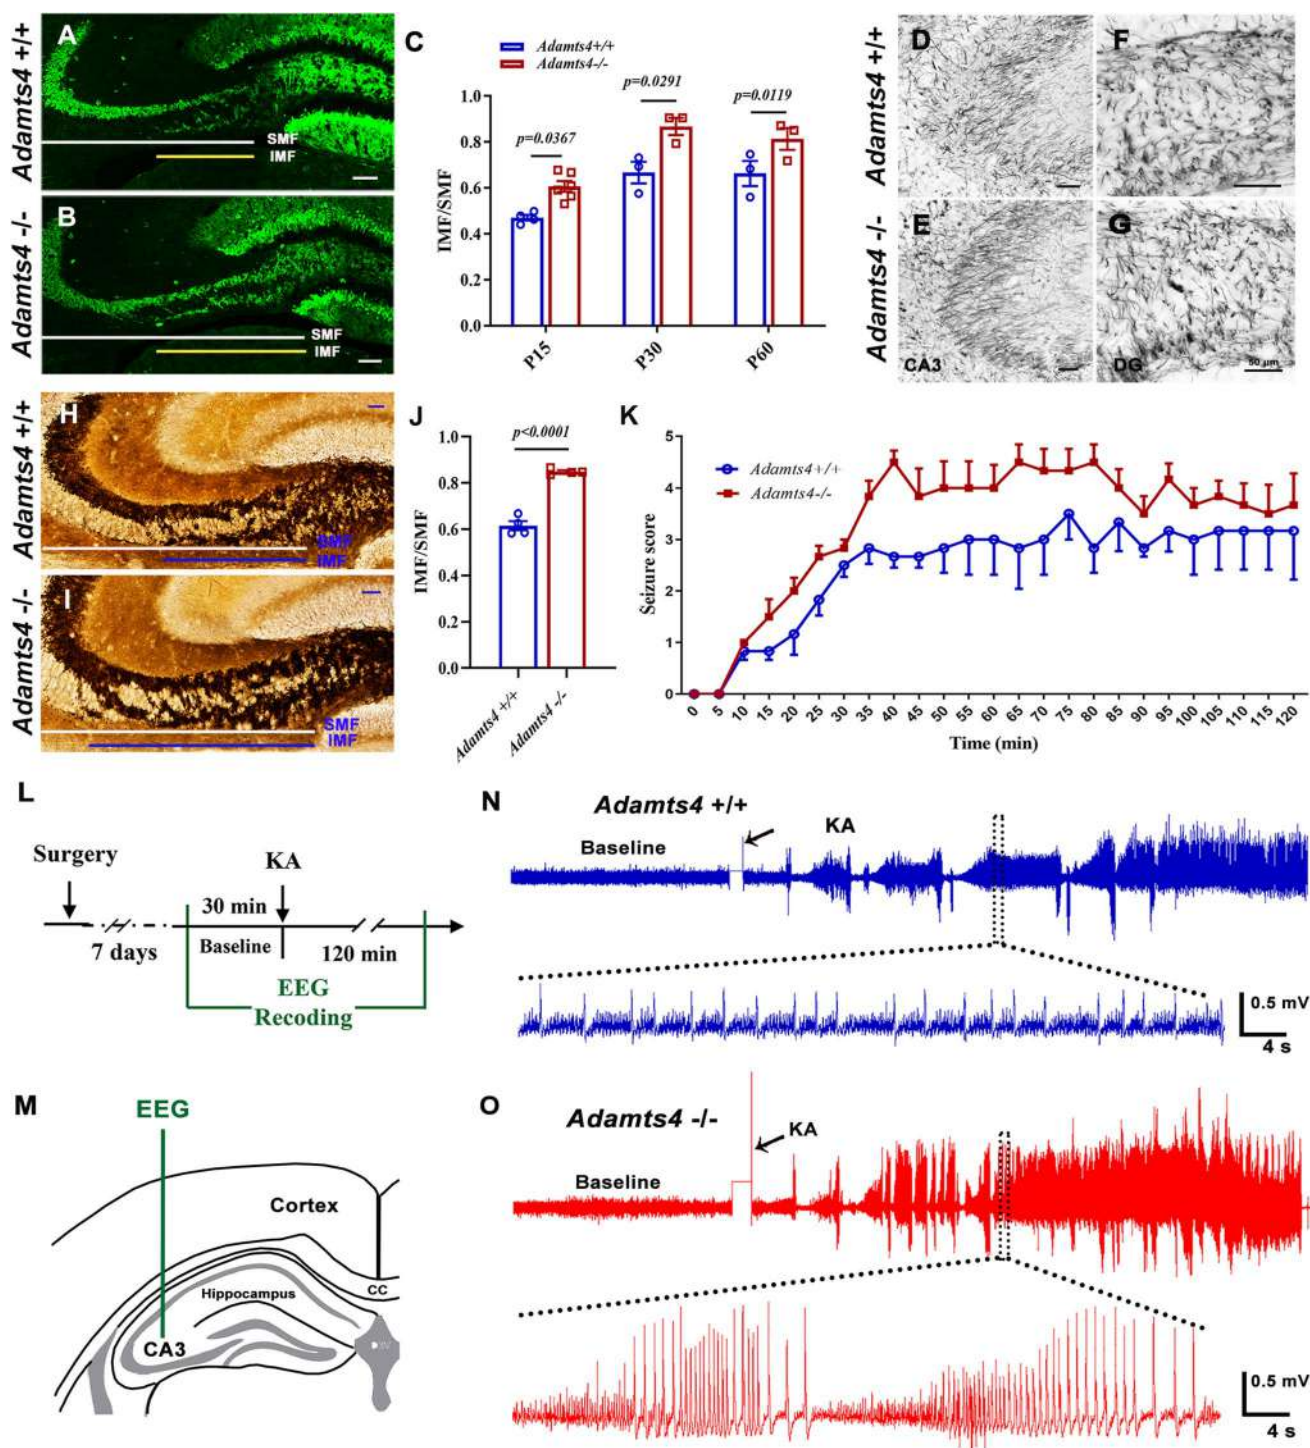 Adamts4 +/+
A
SMF
IMF
Adamts4 -/-
B
SMF
IMF
C
Adamts4+/+
Adamts4-/-
p=0.0367
p=0.0291
p=0.0119
IMF/SMF
1.0
0.8
0.6
0.4
0.2
0.0
P15
P30
P60
Adamts4 +/+
D
F
Adamts4 -/-
E
CA3
G
DG
50 µm
Adamts4 +/+
H
SMF
IMF
Adamts4 -/-
I
SMF
IMF
J
p<0.0001
IMF/SMF
1.0
0.8
0.6
0.4
0.2
0.0
Adamts4 +/+
Adamts4 -/-
K
Adamts4+/+
Adamts4-/-
Seizure score
5
4
3
2
1
0
0 5 10 15 20 25 30 35 40 45 50 55 60 65 70 75 80 85 90 95 100 105 110 115 120
Time (min)
L
Surgery
KA
30 min
7 days
Baseline
120 min
EEG
Recoding
M
EEG
Cortex
CC
Hippocampus
CA3
N
Adamts4 +/+
Baseline
KA
0.5 mV
4 s
O
Adamts4 -/-
Baseline
KA
0.5 mV
4 s